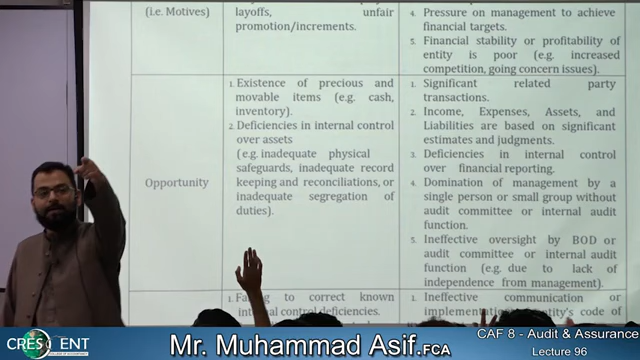 (i.e. Motives)
layoffs, unfair
promotion/increments.
4. Pressure on management to achieve
financial targets.
5. Financial stability or profitability of
entity is poor (e.g. increased
competition, going concern issues).
Opportunity
1. Existence of precious and
movable items (e.g. cash,
inventory).
2. Deficiencies in internal control
over assets
(e.g. inadequate physical
safeguards, inadequate record
keeping and reconciliations, or
inadequate segregation of
duties).
1. Significant related party
transactions.
2. Income, Expenses, Assets, and
Liabilities are based on significant
estimates and judgments.
3. Deficiencies in internal control
over financial reporting.
4. Domination of management by a
single person or small group without
audit committee or internal audit
function.
5. Ineffective oversight by BOD or
audit committee or internal audit
function (e.g. due to lack of
independence from management).
1. Failing to correct known
control deficiencies.
1. Ineffective communication or
code of
CRESCENT
Mr. Muhammad Asif.FCA
CAF 8 - Audit & Assurance
Lecture 96